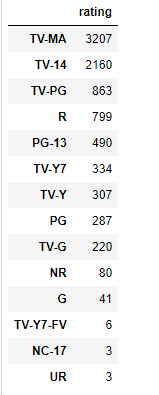 rating
TV-MA 3207
TV-14 2160
TV-PG 863
R 799
PG-13 490
TV-Y7 334
TV-Y 307
PG 287
TV-G 220
NR 80
G 41
TV-Y7-FV 6
NC-17 3
UR 3